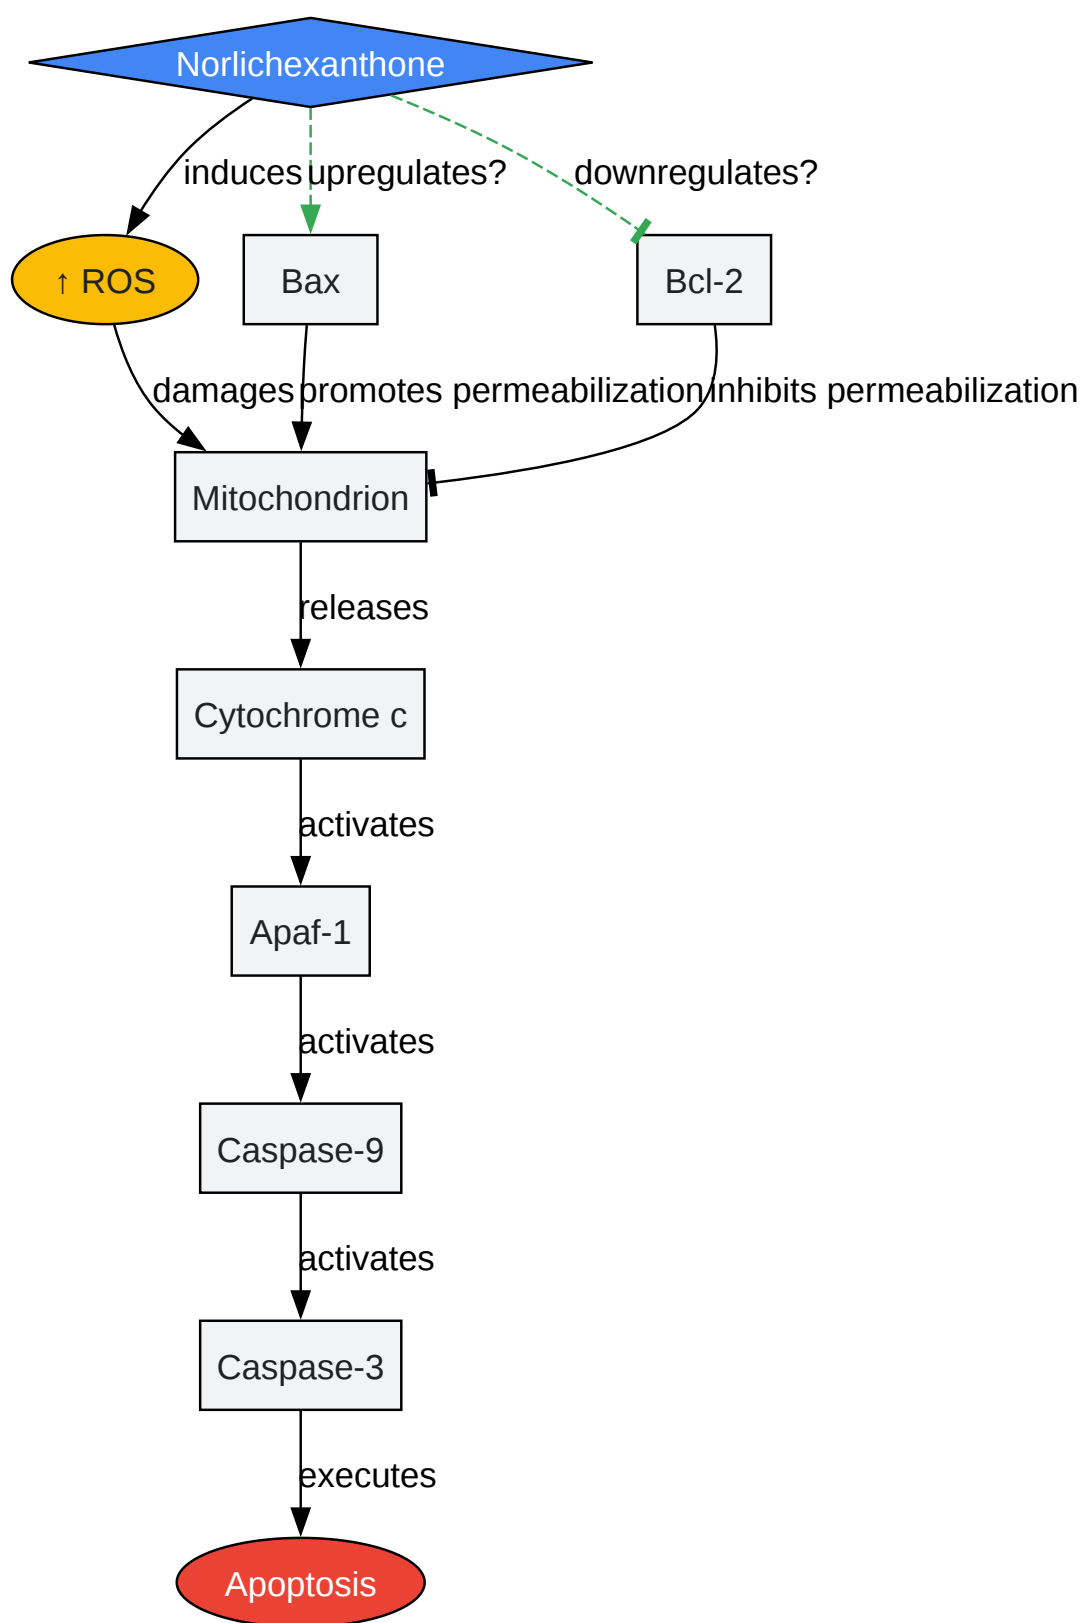 Norlichexanthone
induces
upregulates?
downregulates?
↑ ROS
Bax
Bcl-2
damages
promotes permeabilization
inhibits permeabilization
Mitochondrion
releases
Cytochrome c
activates
Apaf-1
activates
Caspase-9
activates
Caspase-3
executes
Apoptosis